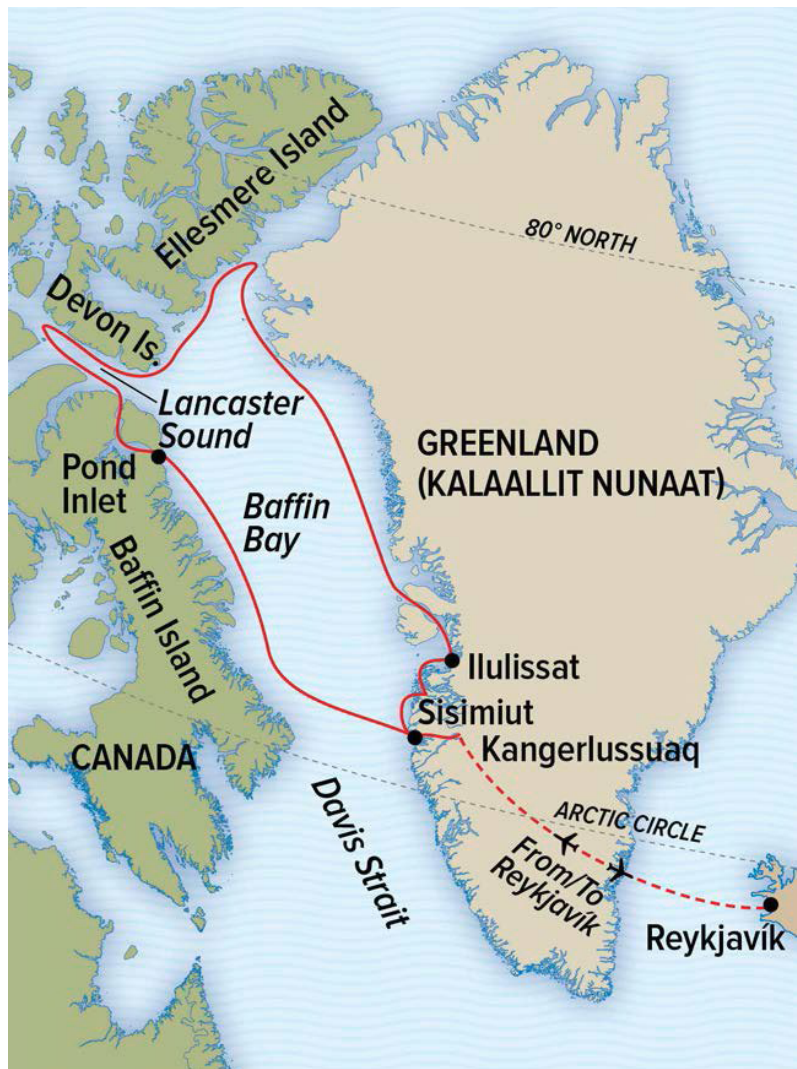 Ellesmere Island
80° NORTH
Devon Is.
Lancaster
Sound
GREENLAND
(KALAALLIT NUNAAT)
Pond
Inlet
Baffin
Bay
Baffin Island
Ilulissat
Sisimiut
Kangerlussuaq
CANADA
Davis Strait
ARCTIC CIRCLE
From/To
Reykjavík
Reykjavík